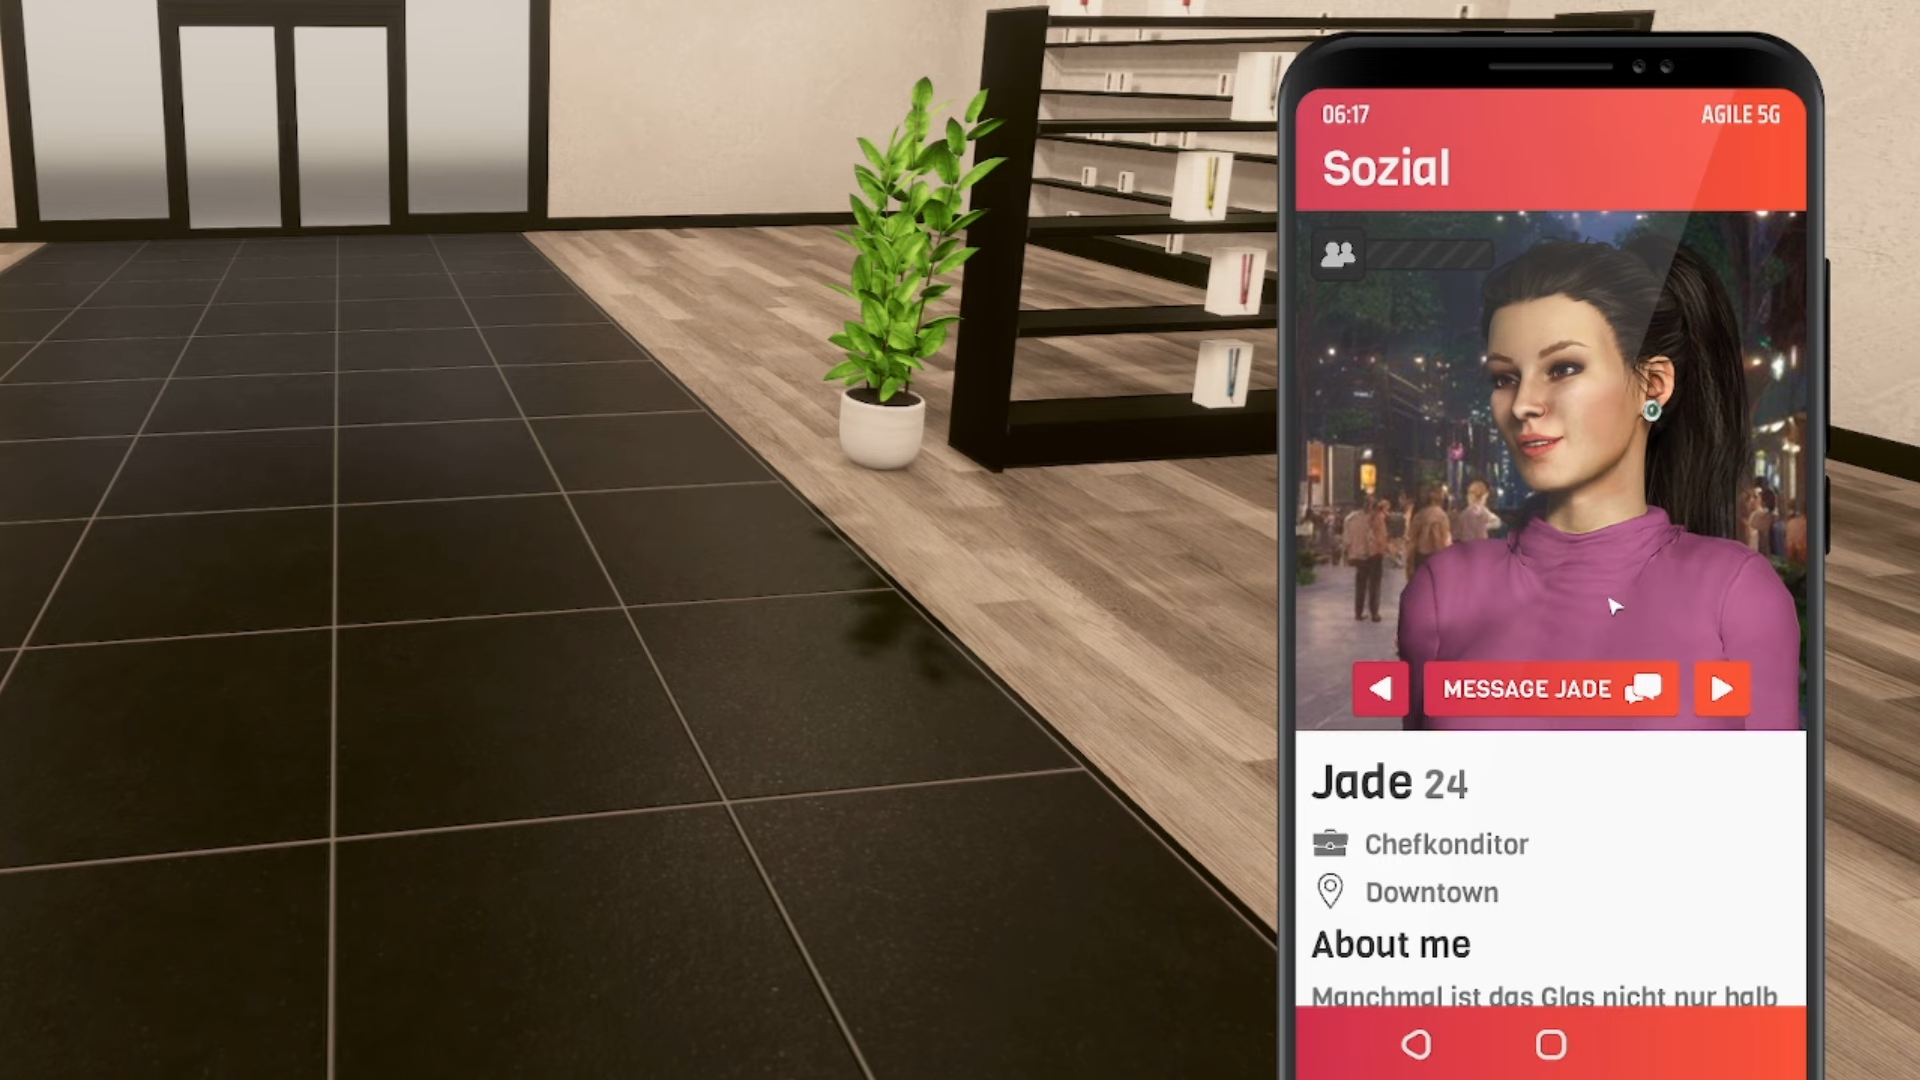 06:17
AGILE 5G
Sozial
MESSAGE JADE
Jade 24
Chefkonditor
Downtown
About me
Manchmal ist das Glas nicht nur halb